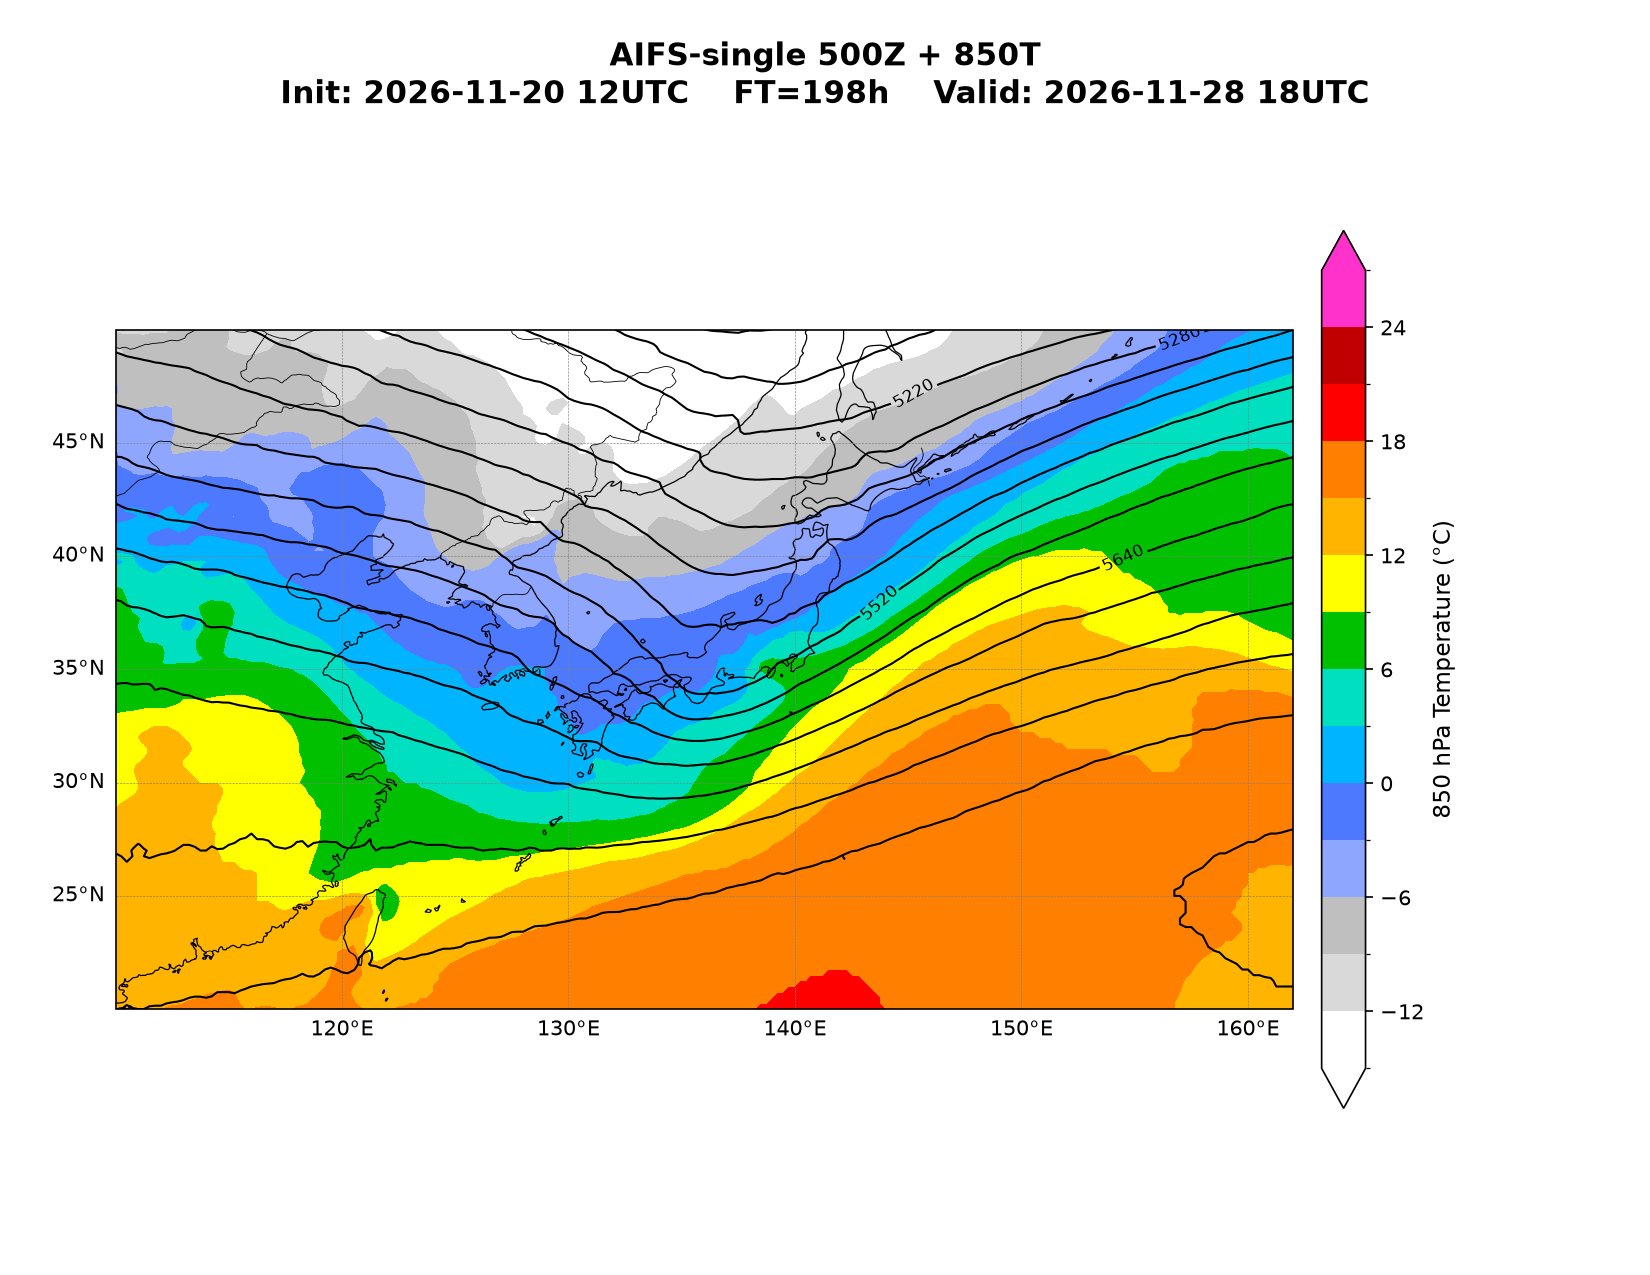 AIFS-single 500Z + 850T
Init: 2026-11-20 12UTC    FT=198h    Valid: 2026-11-28 18UTC
5280
5220
5640
5520
45°N
40°N
35°N
30°N
25°N
120°E
130°E
140°E
150°E
160°E
24
18
12
6
0
−6
−12
850 hPa Temperature (°C)